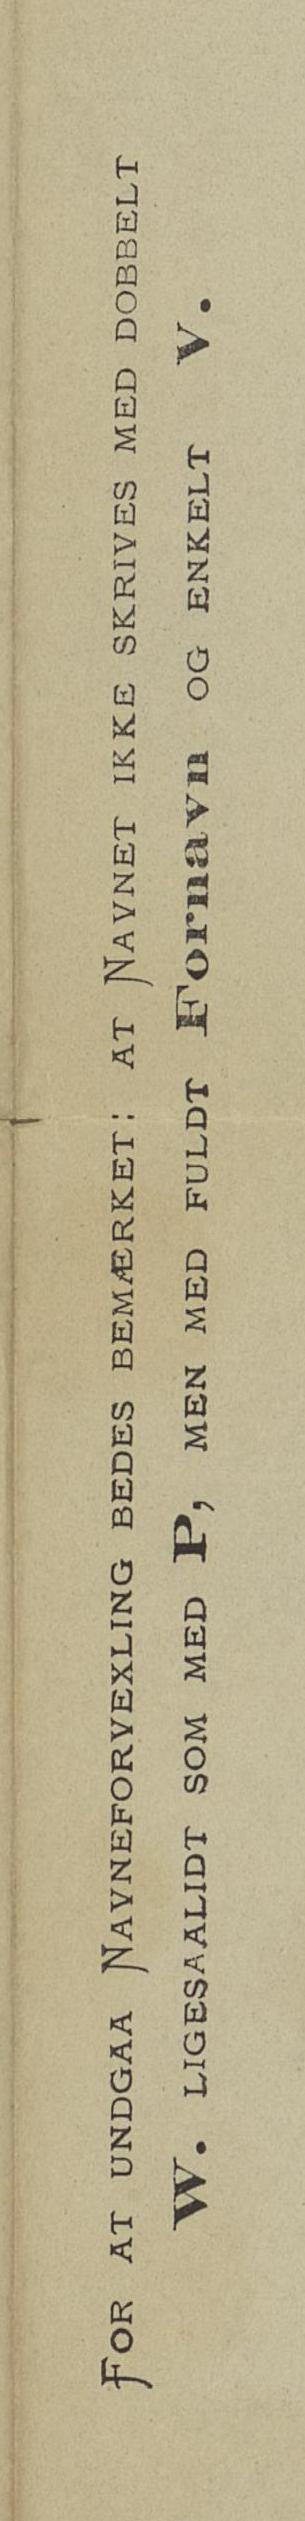 For at undgaa Navneforvexling bedes bemærket: at Navnet ikke skrives med dobbelt
W. ligesaalidt som med P, men med fuldt Fornavn og enkelt V.